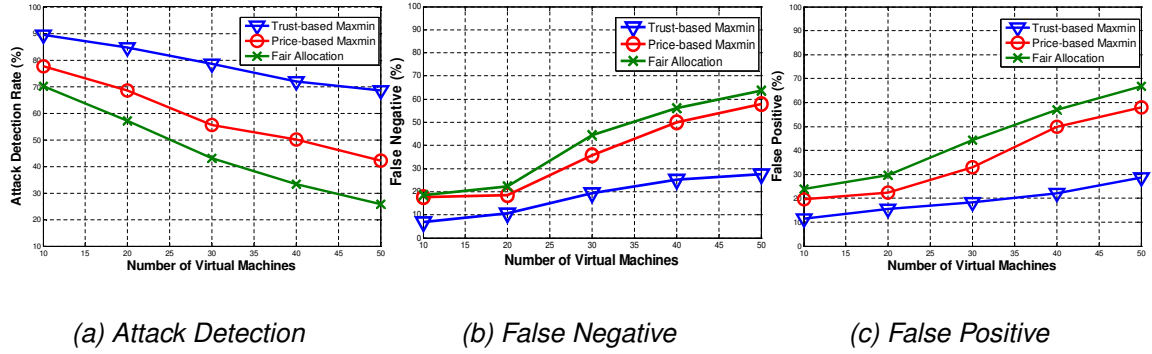 Attack Detection Rate (%)
100
90
80
70
60
50
40
30
20
10
Trust-based Maxmin
Price-based Maxmin
Fair Allocation
10 15 20 25 30 35 40 45 50
Number of Virtual Machines
(a) Attack Detection
False Negative (%)
100
90
80
70
60
50
40
30
20
10
0
Trust-based Maxmin
Price-based Maxmin
Fair Allocation
10 15 20 25 30 35 40 45 50
Number of Virtual Machines
(b) False Negative
False Positive (%)
100
90
80
70
60
50
40
30
20
10
0
Trust-based Maxmin
Price-based Maxmin
Fair Allocation
10 15 20 25 30 35 40 45 50
Number of Virtual Machines
(c) False Positive